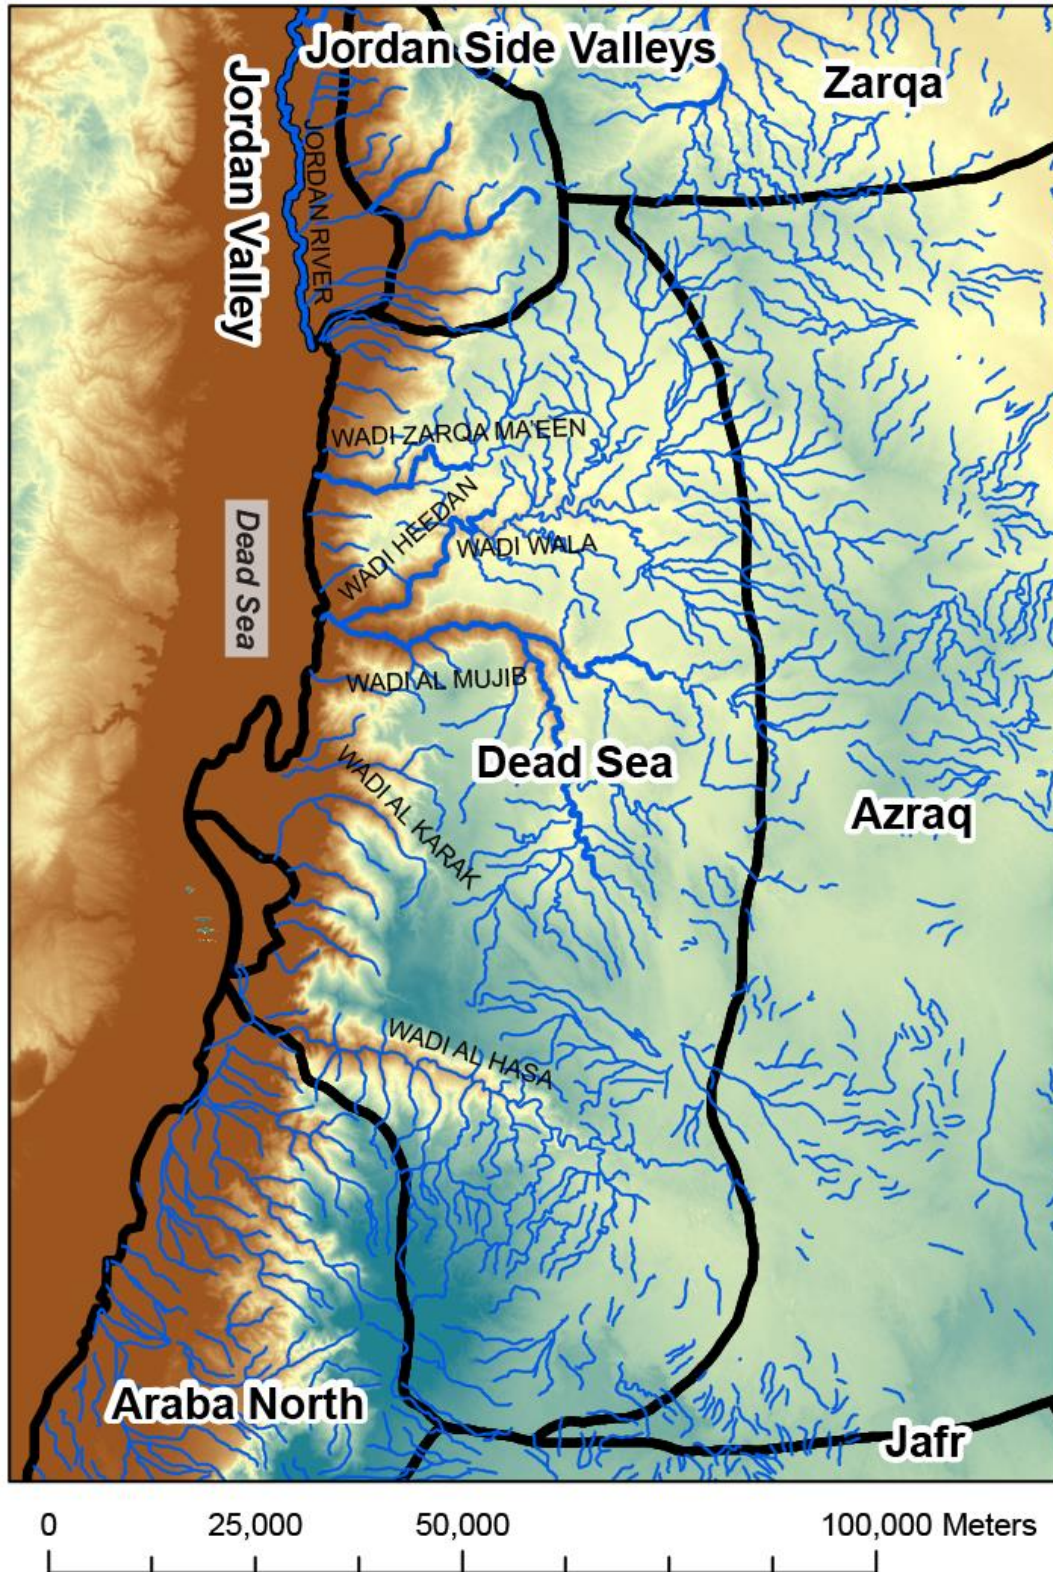 Jordan Side Valleys
Zarqa
Jordan Valley
JORDAN RIVER
WADI ZARQA MA'EEN
WADI HEEDAN
WADI WALA
Dead Sea
WADI AL MUJIB
Dead Sea
WADI AL KARAK
Azraq
WADI AL HASA
Araba North
Jafr
0 25,000 50,000 100,000 Meters